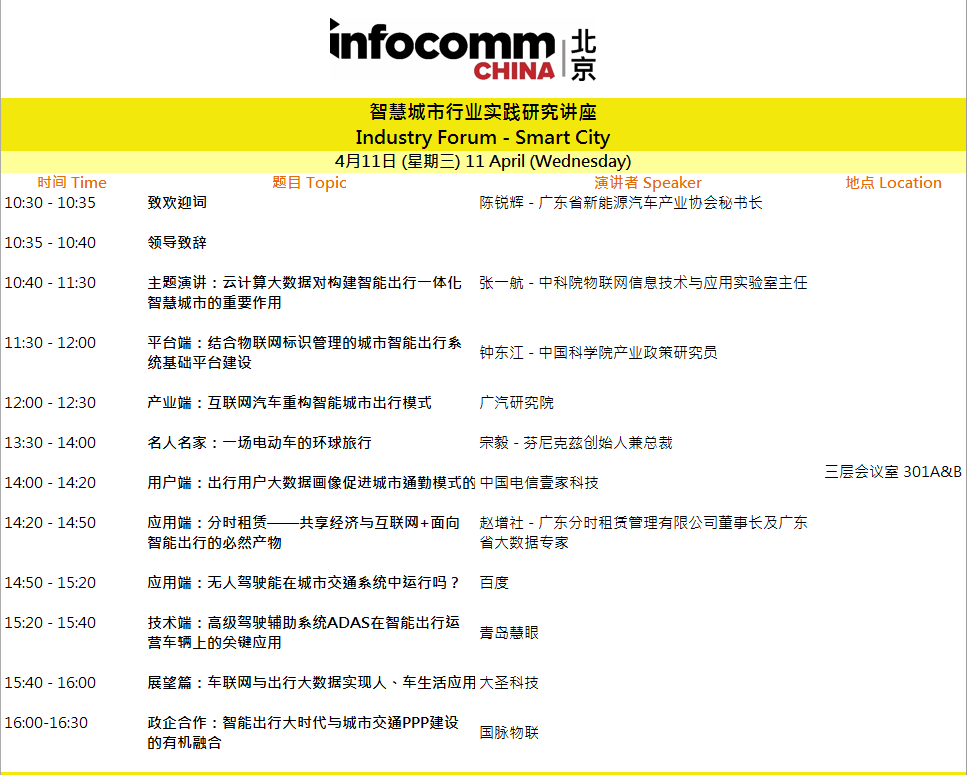 infocomm
CHINA
北京
智慧城市行业实践研究讲座
Industry Forum - Smart City
4月11日 (星期三) 11 April (Wednesday)
时间 Time 题目 Topic 演讲者 Speaker 地点 Location
10:30 - 10:35 致欢迎词 陈锐辉 - 广东省新能源汽车产业协会秘书长
10:35 - 10:40 领导致辞
10:40 - 11:30 主题演讲：云计算大数据对构建智能出行一体化 张一航 - 中科院物联网信息技术与应用实验室主任
智慧城市的重要作用
11:30 - 12:00 平台端：结合物联网标识管理的城市智能出行系
统基础平台建设 钟东江 - 中国科学院产业政策研究员
12:00 - 12:30 产业端：互联网汽车重构智能城市出行模式 广汽研究院
13:30 - 14:00 名人名家：一场电动车的环球旅行 宗毅 - 芬尼克兹创始人兼总裁
三层会议室 301A&B
14:00 - 14:20 用户端：出行用户大数据画像促进城市通勤模式的 中国电信壹家科技
14:20 - 14:50 应用端：分时租赁——共享经济与互联网+面向 赵增社 - 广东分时租赁管理有限公司董事长及广东
智能出行的必然产物 省大数据专家
14:50 - 15:20 应用端：无人驾驶能在城市交通系统中运行吗？ 百度
15:20 - 15:40 技术端：高级驾驶辅助系统ADAS在智能出行运
营车辆上的关键应用 青岛慧眼
15:40 - 16:00 展望篇：车联网与出行大数据实现人、车生活应用 大圣科技
16:00-16:30 政企合作：智能出行大时代与城市交通PPP建设
的有机融合 国脉物联